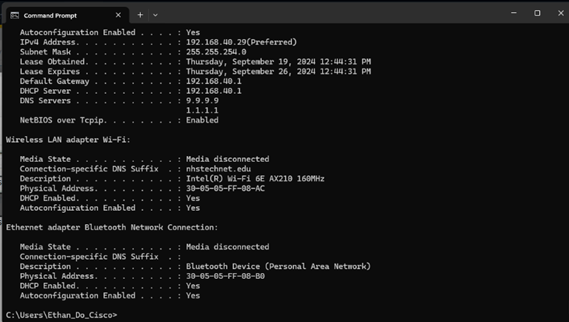 Command Prompt
Autoconfiguration Enabled . . . . : Yes
IPv4 Address. . . . . . . . . . . : 192.168.40.29(Preferred)
Subnet Mask . . . . . . . . . . . : 255.255.254.0
Lease Obtained. . . . . . . . . . : Thursday, September 19, 2024 12:44:31 PM
Lease Expires . . . . . . . . . . : Thursday, September 26, 2024 12:44:31 PM
Default Gateway . . . . . . . . . : 192.168.40.1
DHCP Server . . . . . . . . . . . : 192.168.40.1
DNS Servers . . . . . . . . . . . : 9.9.9.9
1.1.1.1
NetBIOS over Tcpip. . . . . . . . : Enabled
Wireless LAN adapter Wi-Fi:
Media State . . . . . . . . . . . : Media disconnected
Connection-specific DNS Suffix  . : nhstechnet.edu
Description . . . . . . . . . . . : Intel(R) Wi-Fi 6E AX210 160MHz
Physical Address. . . . . . . . . : 30-05-05-FF-08-AC
DHCP Enabled. . . . . . . . . . . : Yes
Autoconfiguration Enabled . . . . : Yes
Ethernet adapter Bluetooth Network Connection:
Media State . . . . . . . . . . . : Media disconnected
Connection-specific DNS Suffix  . :
Description . . . . . . . . . . . : Bluetooth Device (Personal Area Network)
Physical Address. . . . . . . . . : 30-05-05-FF-08-B0
DHCP Enabled. . . . . . . . . . . : Yes
Autoconfiguration Enabled . . . . : Yes
C:\Users\Ethan_Do_Cisco>